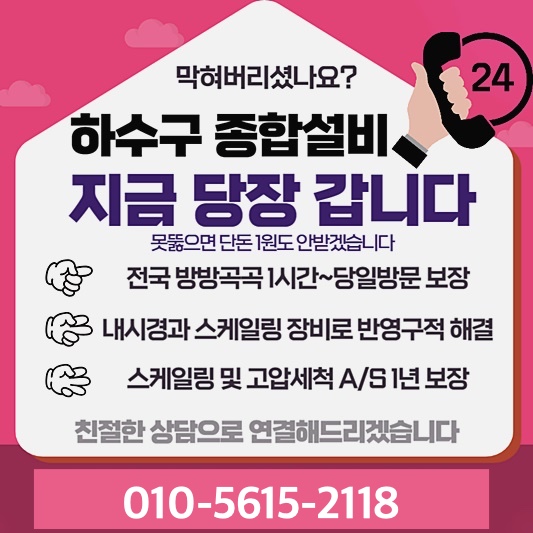 막혀버리셨나요?
24
하수구 종합설비
지금 당장 갑니다
못뚫으면 단돈 1원도 안받겠습니다
전국 방방곡곡 1시간~당일방문 보장
내시경과 스케일링 장비로 반영구적 해결
스케일링 및 고압세척 A/S 1년 보장
친절한 상담으로 연결해드리겠습니다
010-5615-2118